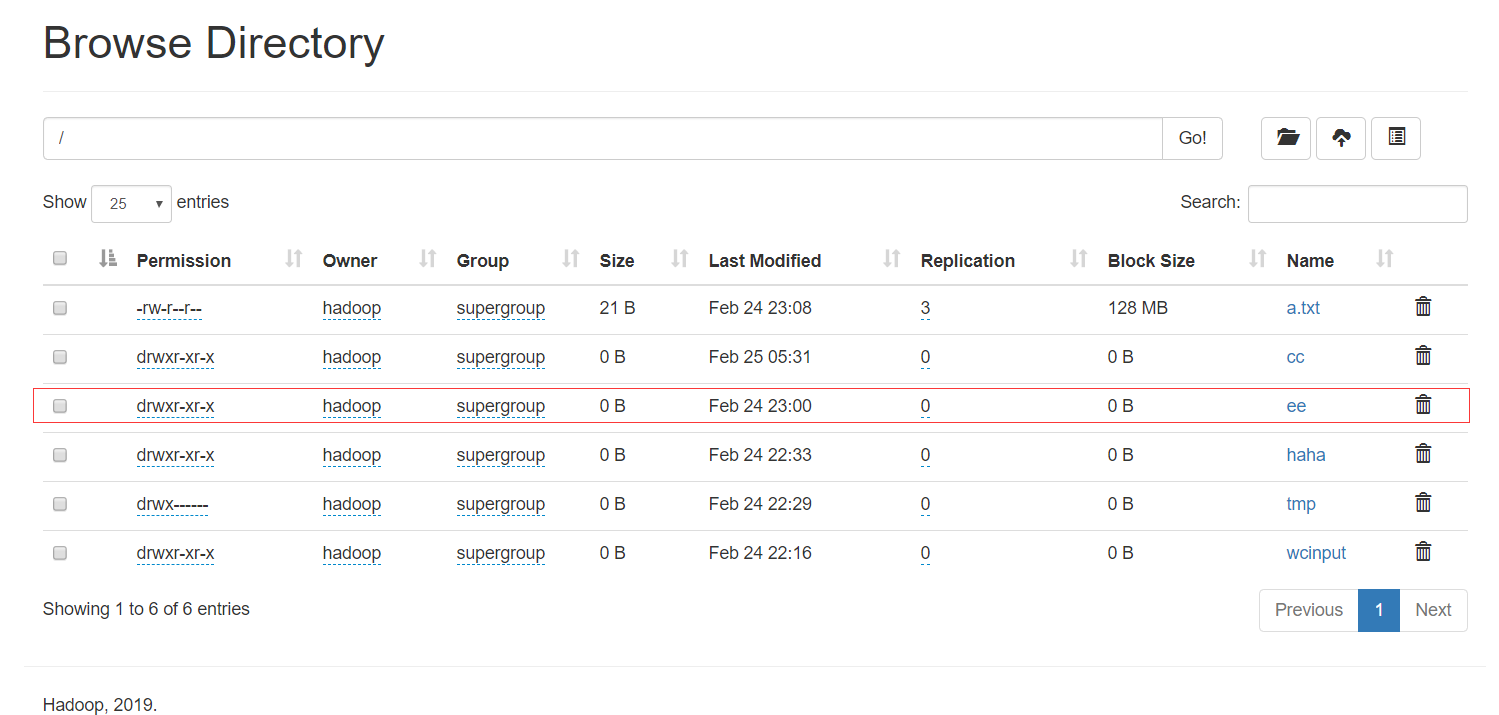 Browse Directory
/ Go!
Show 25 entries Search:
Permission Owner Group Size Last Modified Replication Block Size Name
-rw-r--r-- hadoop supergroup 21 B Feb 24 23:08 3 128 MB a.txt
drwxr-xr-x hadoop supergroup 0 B Feb 25 05:31 0 0 B cc
drwxr-xr-x hadoop supergroup 0 B Feb 24 23:00 0 0 B ee
drwxr-xr-x hadoop supergroup 0 B Feb 24 22:33 0 0 B haha
drwx------ hadoop supergroup 0 B Feb 24 22:29 0 0 B tmp
drwxr-xr-x hadoop supergroup 0 B Feb 24 22:16 0 0 B wcinput
Showing 1 to 6 of 6 entries Previous 1 Next
Hadoop, 2019.